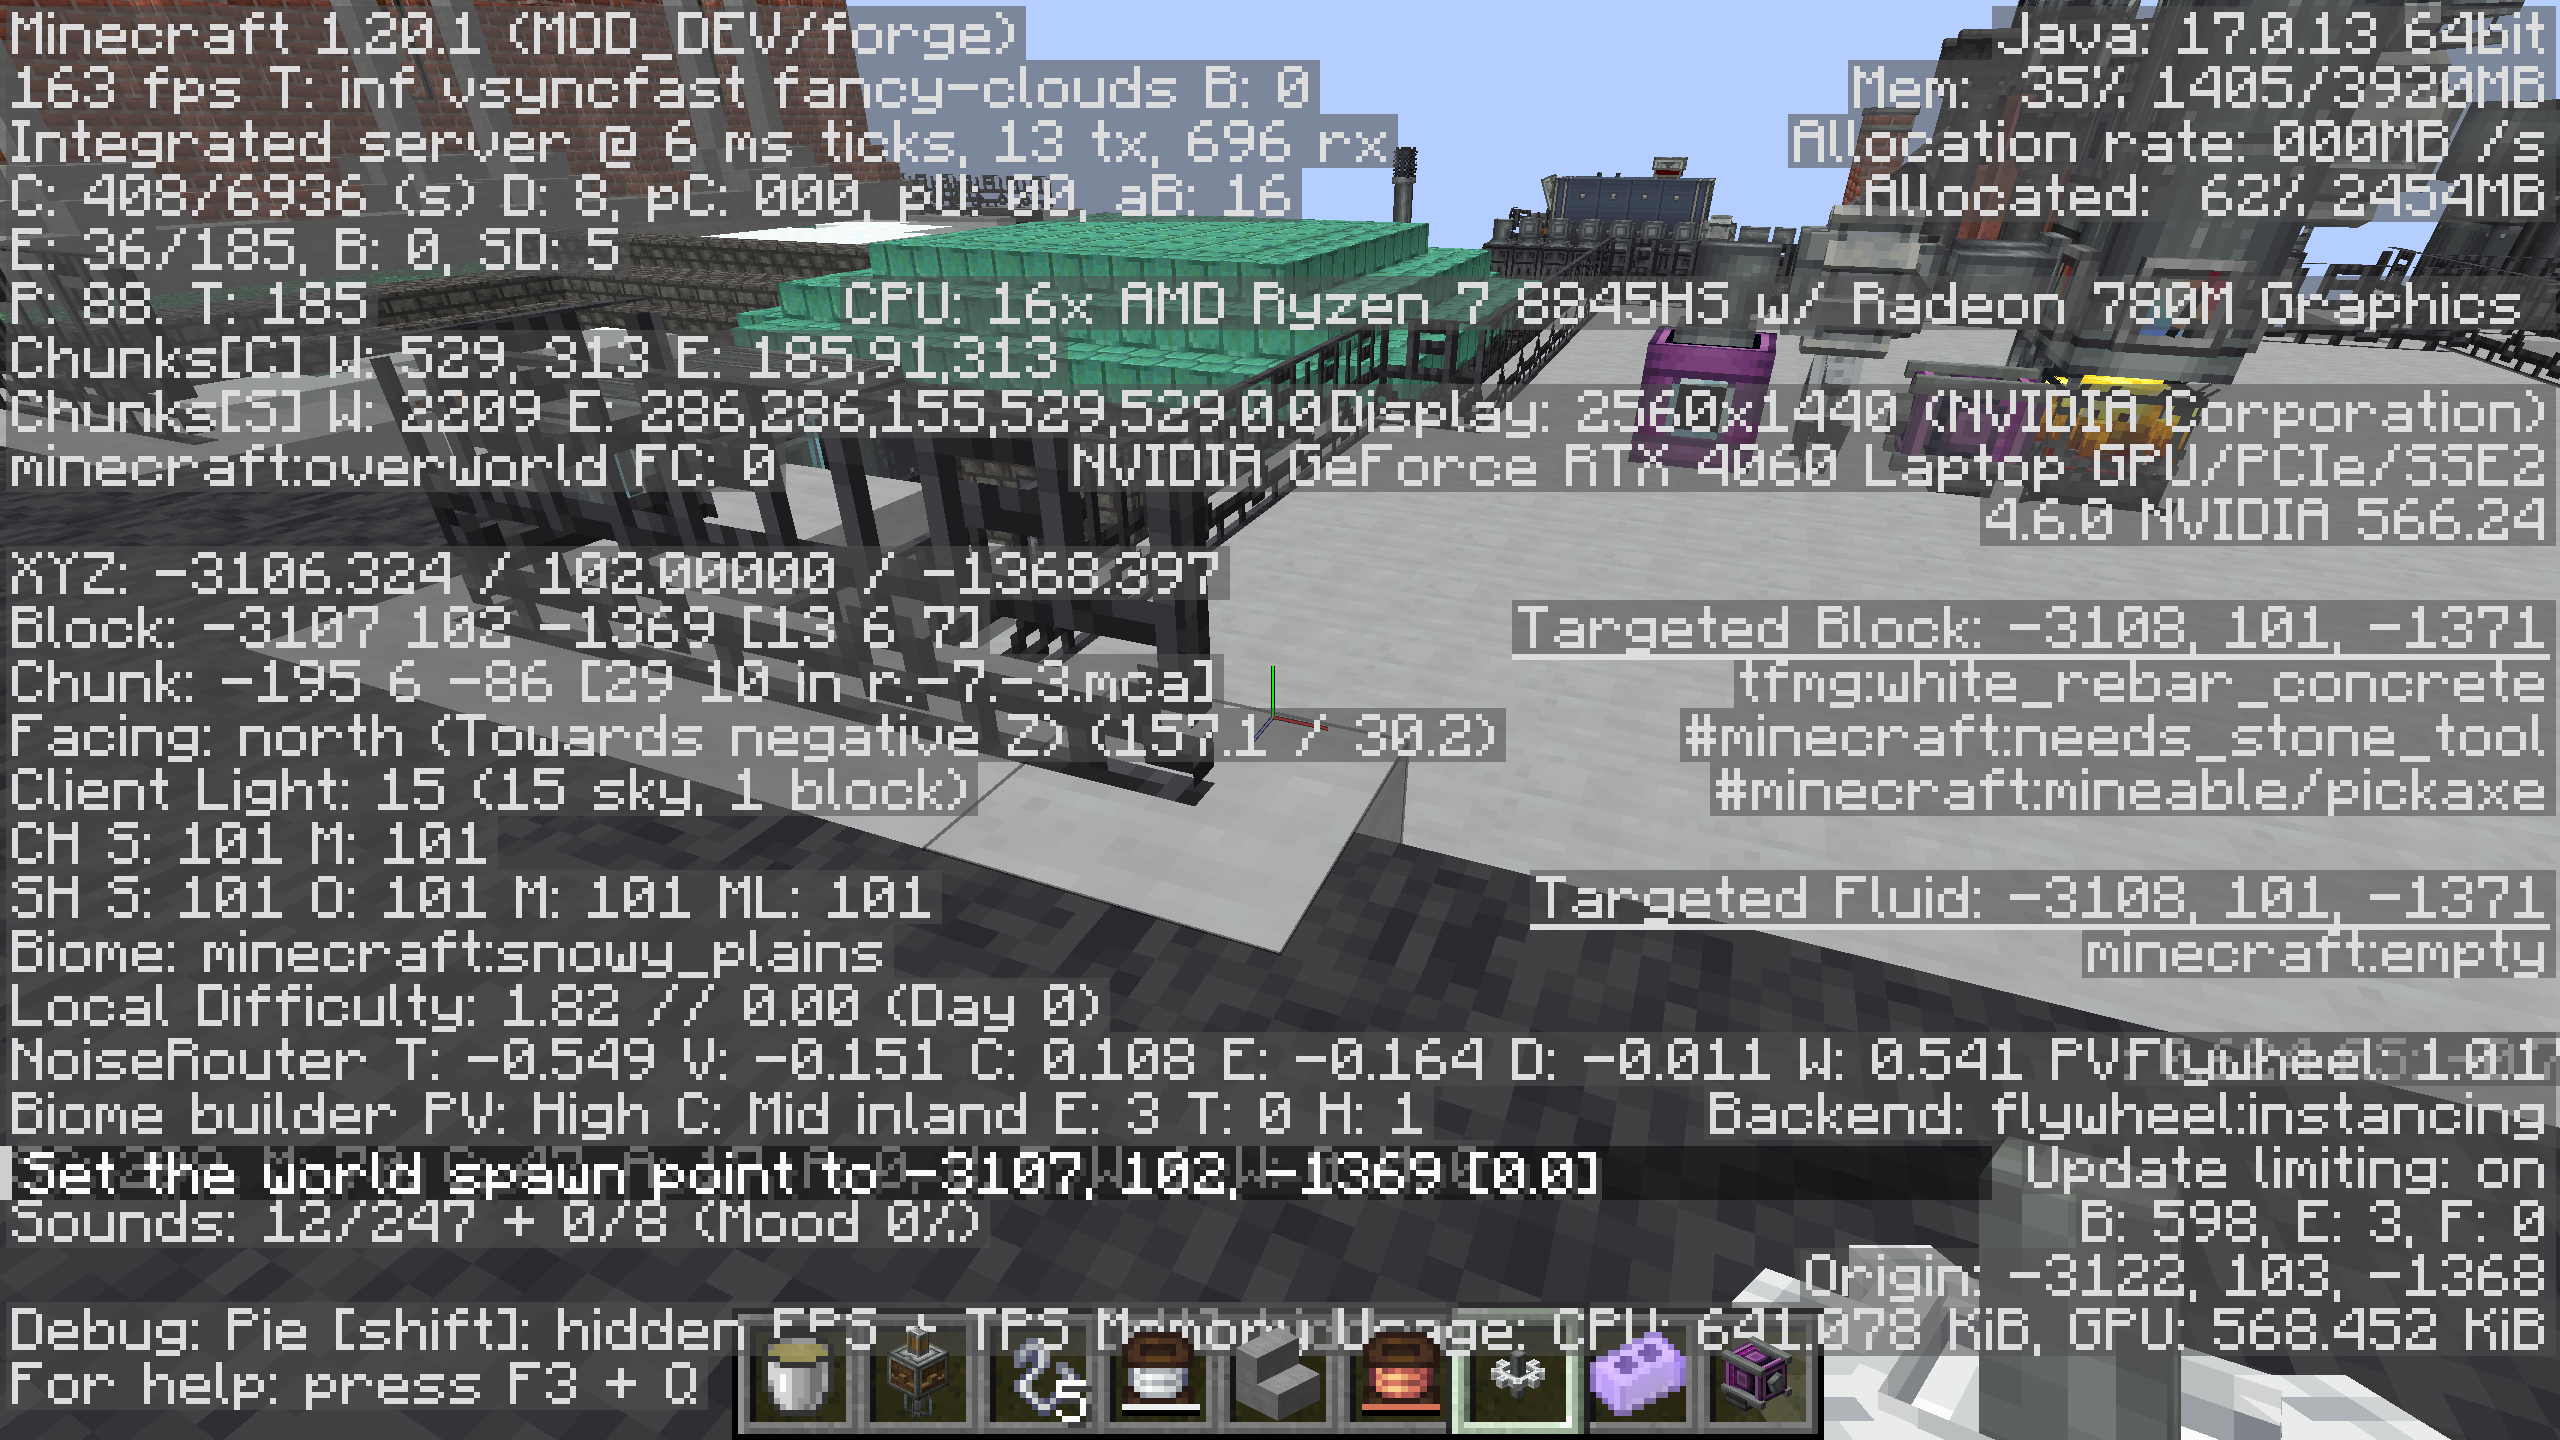 Minecraft 1.20.1 (MOD_DEV/forge)
163 fps T: inf vsyncfast fancy-clouds B: 0
Integrated server @ 6 ms ticks, 13 tx, 696 rx
C: 408/6936 (s) D: 8, pC: 000, pU: 00, aB: 16
E: 36/185, B: 0, SD: 5
P: 88. T: 185
Chunks[C] W: 529, 313 E: 185,91,313
Chunks[S] W: 2209 E: 286,286,155,529,529,0,0
minecraft:overworld FC: 0
XYZ: -3106.324 / 102.00000 / -1368.397
Block: -3107 102 -1369 [13 6 7]
Chunk: -195 6 -86 [29 10 in r.-7.-3.mca]
Facing: north (Towards negative Z) (157.1 / 30.2)
Client Light: 15 (15 sky, 1 block)
CH S: 101 M: 101
SH S: 101 O: 101 M: 101 ML: 101
Biome: minecraft:snowy_plains
Local Difficulty: 1.82 // 0.00 (Day 0)
NoiseRouter T: -0.549 V: -0.151 C: 0.108 E: -0.164 D: -0.011 W: 0.541 PV
Biome builder PV: High C: Mid inland E: 3 T: 0 H: 1
Set the world spawn point to -3107, 102, -1369 [0.0]
Sounds: 12/247 + 0/8 (Mood 0%)
Debug: Pie [shift]: hidden FPS + TPS
For help: press F3 + Q
Java: 17.0.13 64bit
Mem: 35% 1405/3920MB
Allocation rate: 000MB /s
Allocated: 62% 2454MB
CPU: 16x AMD Ryzen 7 8845HS w/ Radeon 780M Graphics
Display: 2560x1440 (NVIDIA Corporation)
NVIDIA GeForce RTX 4060 Laptop GPU/PCIe/SSE2
4.6.0 NVIDIA 566.24
Targeted Block: -3108, 101, -1371
tfmg:white_rebar_concrete
#minecraft:needs_stone_tool
#minecraft:mineable/pickaxe
Targeted Fluid: -3108, 101, -1371
minecraft:empty
Flywheel: 1.0.1
Backend: flywheel:instancing
Update limiting: on
B: 598, E: 3, F: 0
Origin: -3122, 103, -1368
Usage: CPU: 641.078 KiB, GPU: 568.452 KiB
5